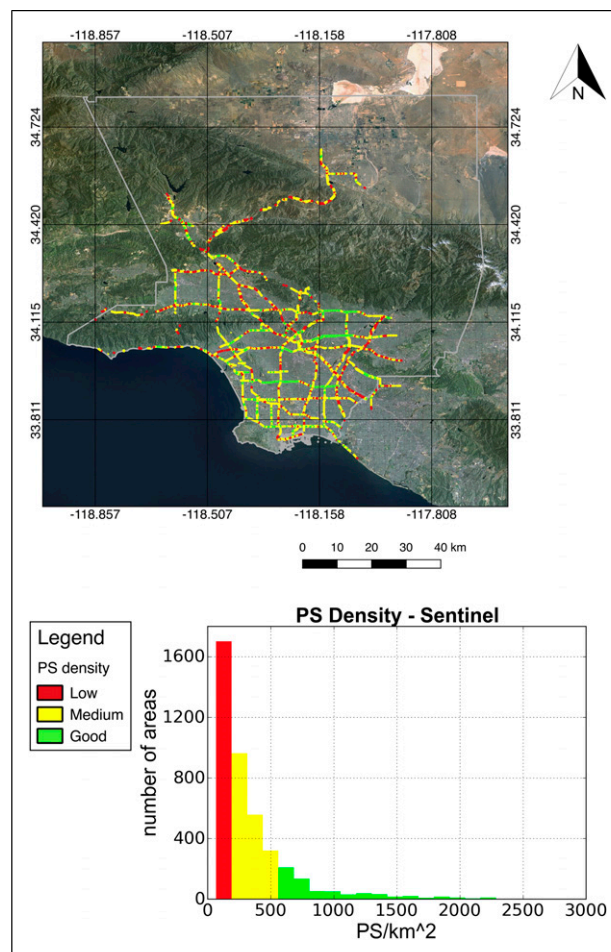 -118.857 -118.507 -118.158 -117.808
34.724 34.724
34.420 34.420
34.115 34.115
33.811 33.811
-118.857 -118.507 -118.158 -117.808
N
0 10 20 30 40 km
Legend
PS density
Low
Medium
Good
PS Density - Sentinel
number of areas
1600
1200
800
400
0
0 500 1000 1500 2000 2500 3000
PS/km^2